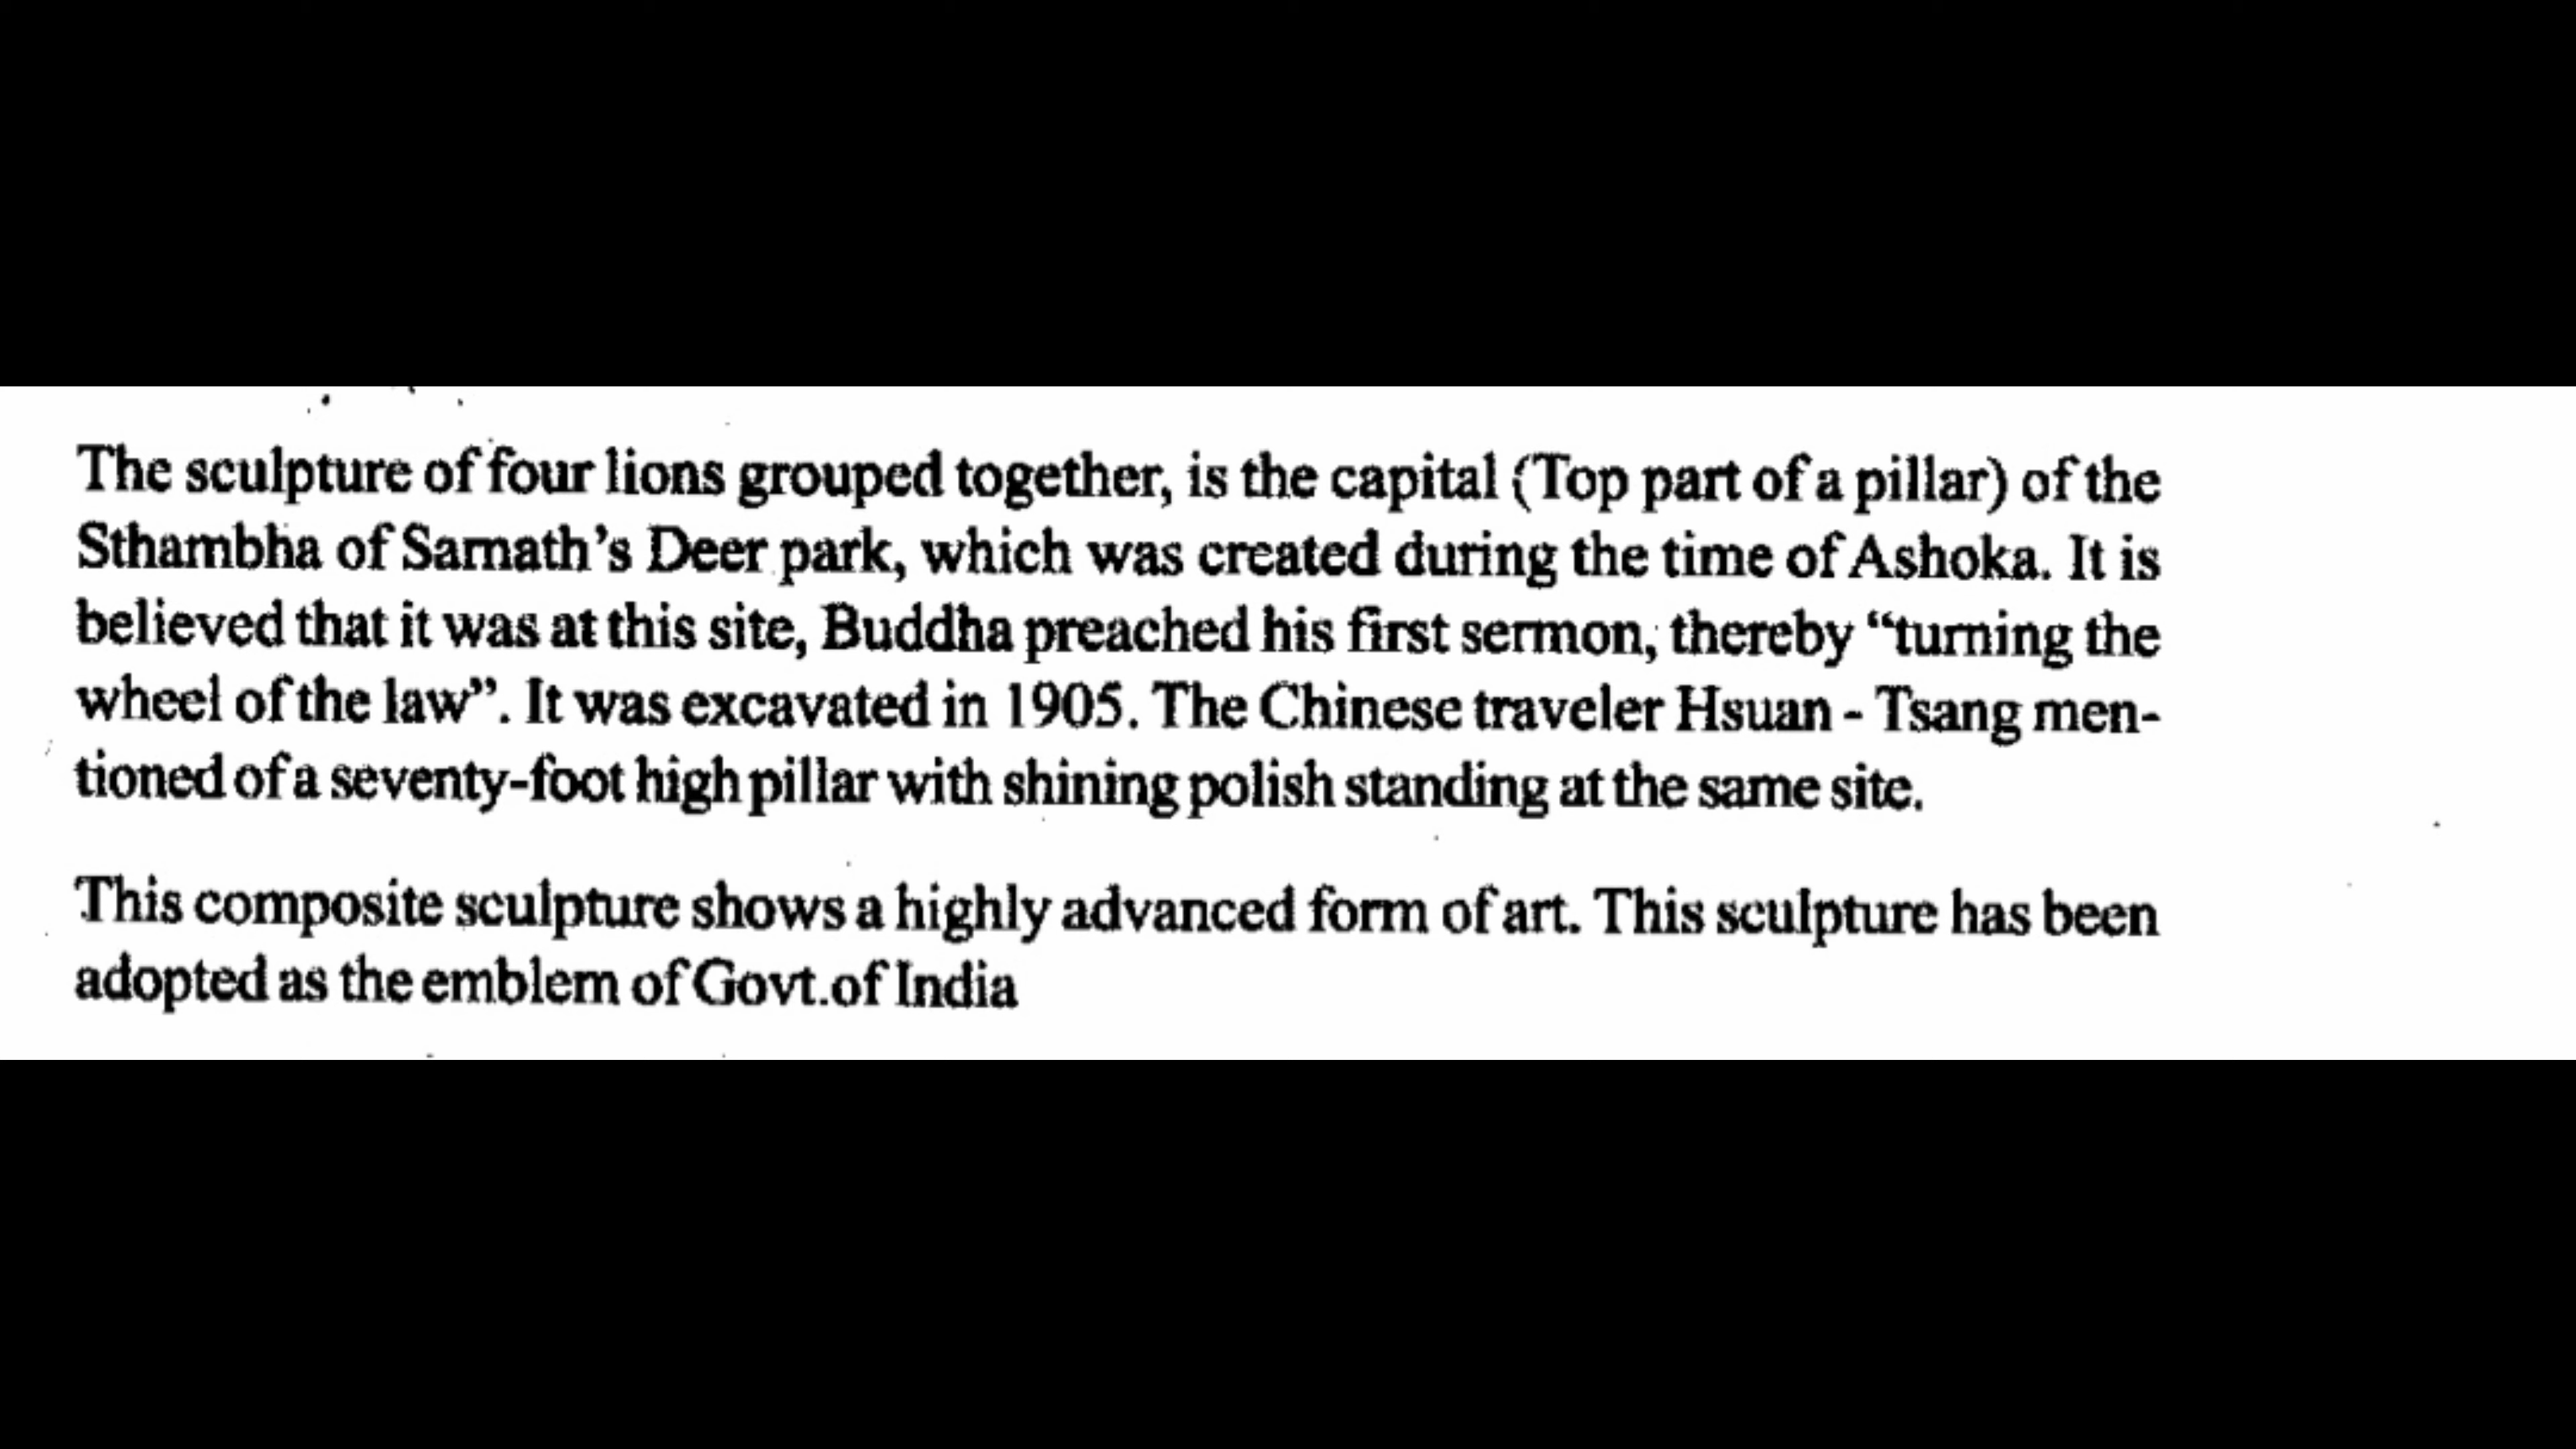 The sculpture of four lions grouped together, is the capital (Top part of a pillar) of the
Sthambha of Sarnath's Deer park, which was created during the time of Ashoka. It is
believed that it was at this site, Buddha preached his first sermon, thereby “turning the
wheel of the law”. It was excavated in 1905. The Chinese traveler Hsuan - Tsang men-
tioned of a seventy-foot high pillar with shining polish standing at the same site.
This composite sculpture shows a highly advanced form of art. This sculpture has been
adopted as the emblem of Govt.of India